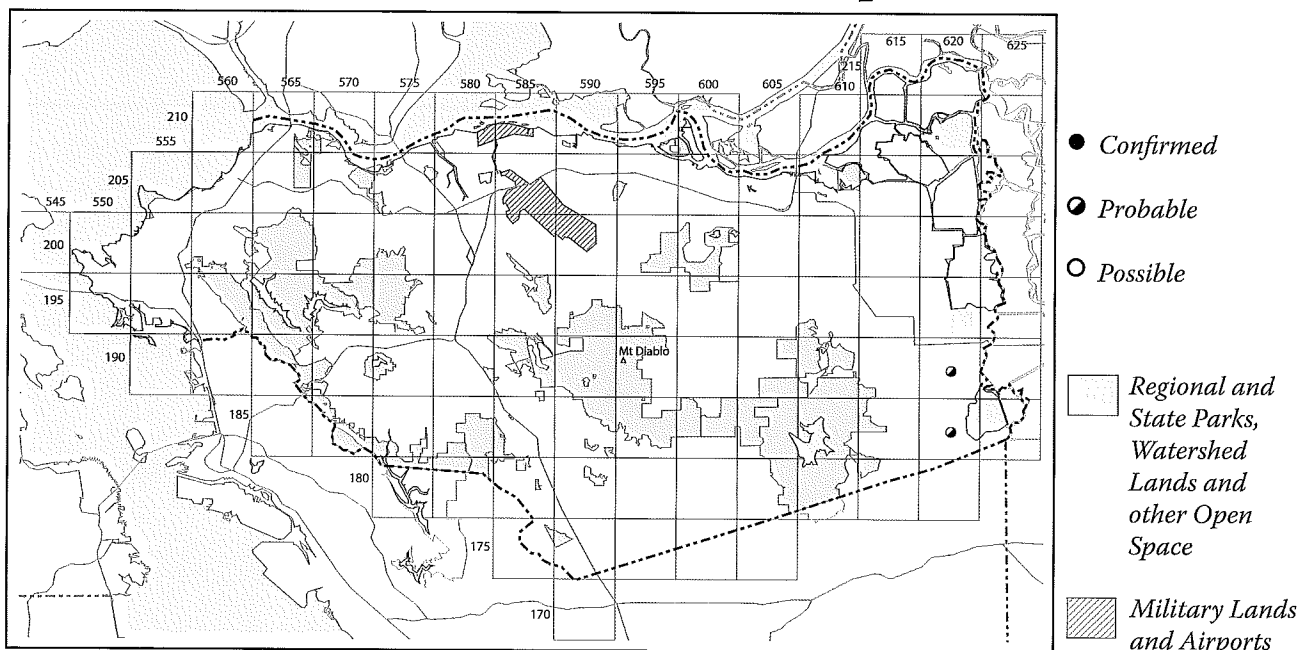 615 620 625
215
560 565 570 575 580 585 590 595 600 605 610
210
555
205
545 550
200
195
190
Mt Diablo
185
180
175
170
Confirmed
Probable
Possible
Regional and
State Parks,
Watershed
Lands and
other Open
Space
Military Lands
and Airports